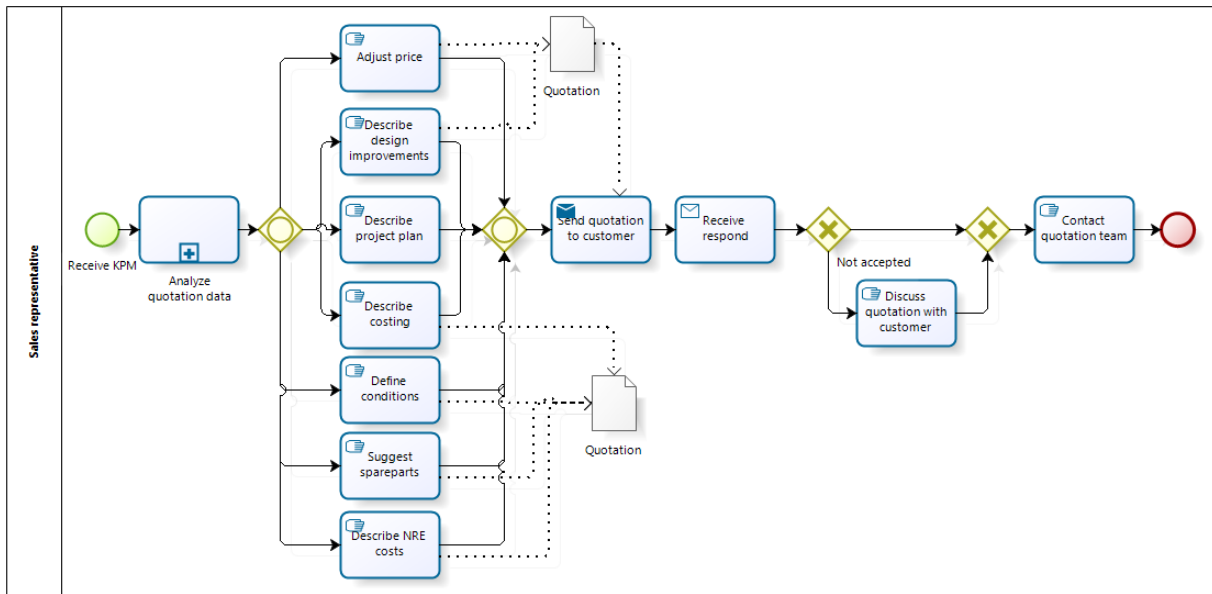 Sales representative
Receive KPM
Analyze
quotation data
Adjust price
Describe
design
improvements
Describe
project plan
Describe
costing
Define
conditions
Suggest
spareparts
Describe NRE
costs
Quotation
Quotation
Send quotation
to customer
Receive
respond
Not accepted
Discuss
quotation with
customer
Contact
quotation team